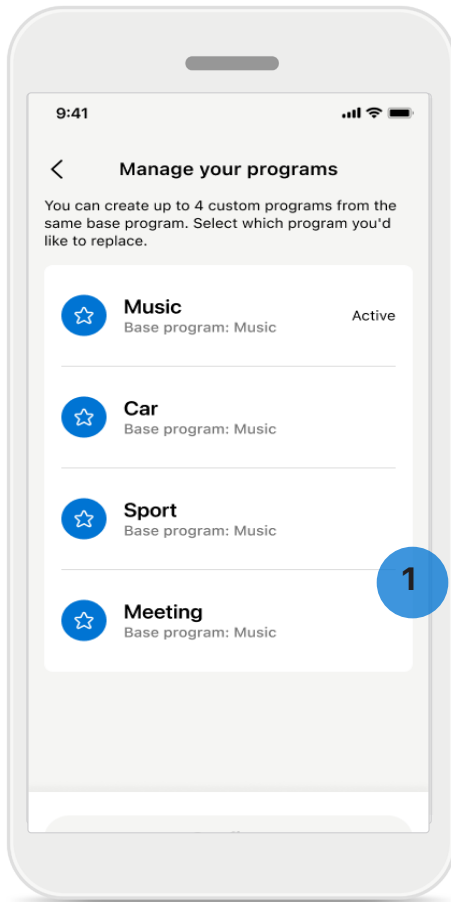 9:41
Manage your programs
You can create up to 4 custom programs from the
same base program. Select which program you'd
like to replace.
Music
Base program: Music
Active
Car
Base program: Music
Sport
Base program: Music
1
Meeting
Base program: Music